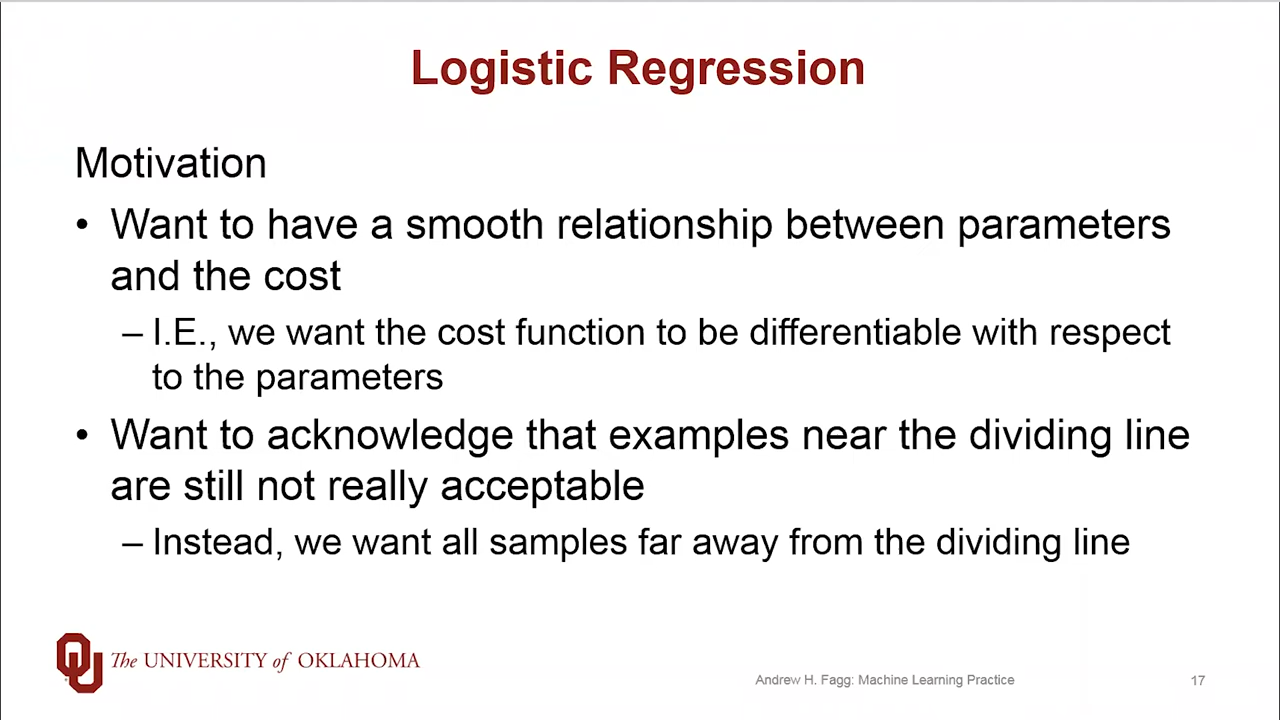 Logistic Regression
Motivation
• Want to have a smooth relationship between parameters
and the cost
– I.E., we want the cost function to be differentiable with respect
to the parameters
• Want to acknowledge that examples near the dividing line
are still not really acceptable
– Instead, we want all samples far away from the dividing line
OU The UNIVERSITY of OKLAHOMA
Andrew H. Fagg: Machine Learning Practice
17